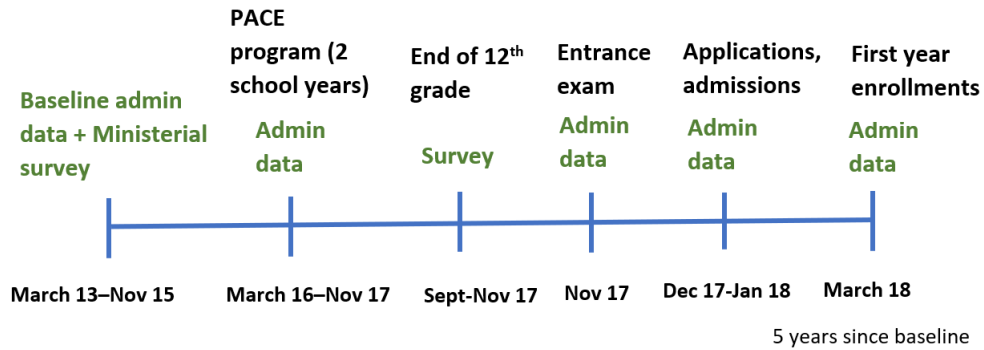 Baseline admin
data + Ministerial
survey
PACE
program (2
school years)
Admin
data
End of 12th
grade
Survey
Entrance
exam
Admin
data
Applications,
admissions
Admin
data
First year
enrollments
Admin
data
March 13–Nov 15
March 16–Nov 17
Sept-Nov 17
Nov 17
Dec 17-Jan 18
March 18
5 years since baseline